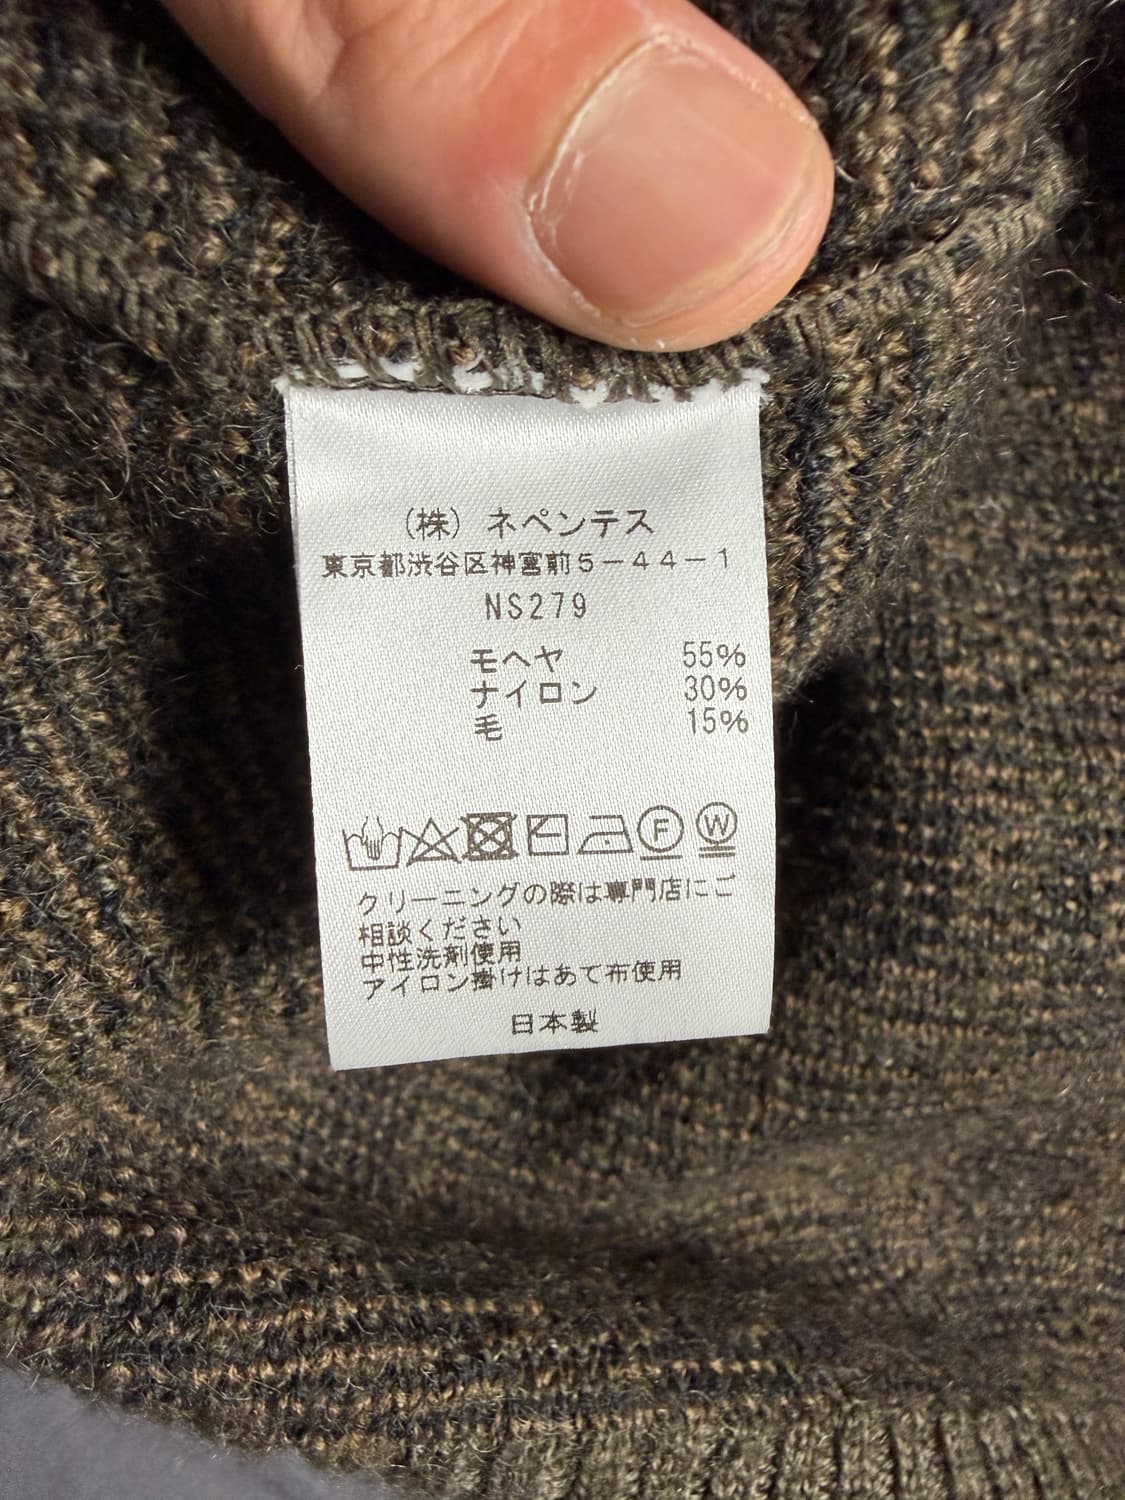 (株) ネペンテス
東京都渋谷区神宮前5-44-1
NS279
モヘヤ 55%
ナイロン 30%
毛 15%
F W
クリーニングの際は専門店にご
相談ください
中性洗剤使用
アイロン掛けはあて布使用
日本製